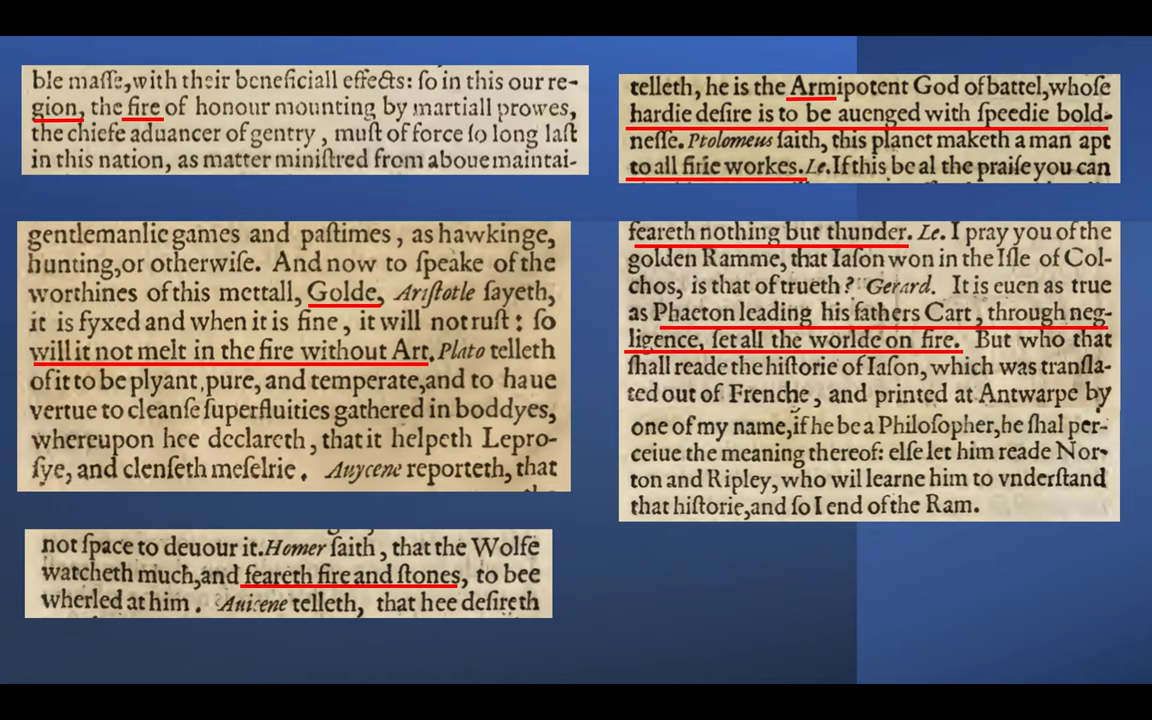 ble maſſe,with their beneficiall effects: ſo in this our re-
gion, the fire of honour mounting by martiall prowes,
the chiefe aduancer of gentry , muſt of force ſo long laſt
in this nation, as matter miniſtred from abouemaintai-
gentlemanlie games and paſtimes , as hawkinge,
hunting,or otherwiſe. And now to ſpeake of the
worthines of this mettall, Golde, Ariſtotle ſayeth,
it is fyxed and when it is fine , it will not ruſt : ſo
will it not melt in the fire without Art. Plato telleth
of it to be plyant,pure, and temperate,and to haue
vertue to cleanſe ſuperfluities gathered in boddyes,
whereupon hee declareth , that it helpeth Lepro-
ſye, and clenſeth meſelrie . Auycene reporteth, that
not ſpace to deuour it.Homer ſaith , that the Wolfe
watcheth much,and feareth fire and ſtones, to bee
wherled at him . Auicene telleth, that hee deſireth
telleth, he is the Armipotent God of battel,whoſe
hardie deſire is to be auenged with ſpeedie bold-
neſſe. Ptolomeus ſaith, this planet maketh a man apt
to all firie workes. Le.If this be al the praiſe you can
feareth nothing but thunder. Le. I pray you of the
golden Ramme, that Iaſon won in the Iſle of Col-
chos, is that of trueth ? Gerard. It is euen as true
as Phaeton leading his fathers Cart , through neg-
ligence, ſet all the worlde on fire. But who that
ſhall reade the hiſtorie of Iaſon, which was tranſla-
ted out of Frenche , and printed at Antwarpe by
one of my name,if he be a Philoſopher,he ſhal per-
ceiue the meaning thereof: elſe let him reade Nor-
ton and Ripley, who wil learne him to vnderſtand
that hiſtorie,and ſo I end of the Ram.